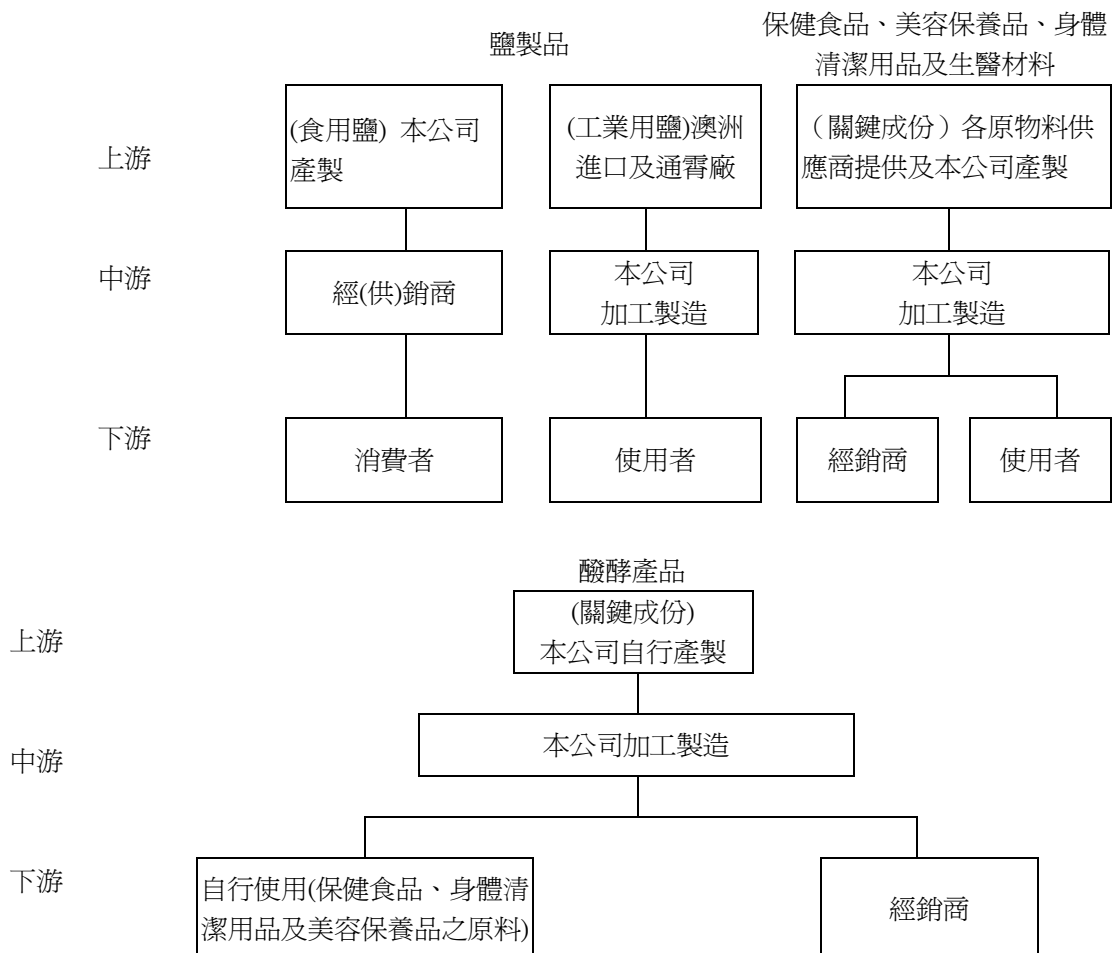 鹽製品
保健食品、美容保養品、身體
清潔用品及生醫材料
上游
(食用鹽) 本公司
產製
(工業用鹽)澳洲
進口及通霄廠
（關鍵成份）各原物料供
應商提供及本公司產製
中游
經(供)銷商
本公司
加工製造
本公司
加工製造
下游
消費者
使用者
經銷商
使用者
醱酵產品
上游
(關鍵成份)
本公司自行產製
中游
本公司加工製造
下游
自行使用(保健食品、身體清
潔用品及美容保養品之原料)
經銷商